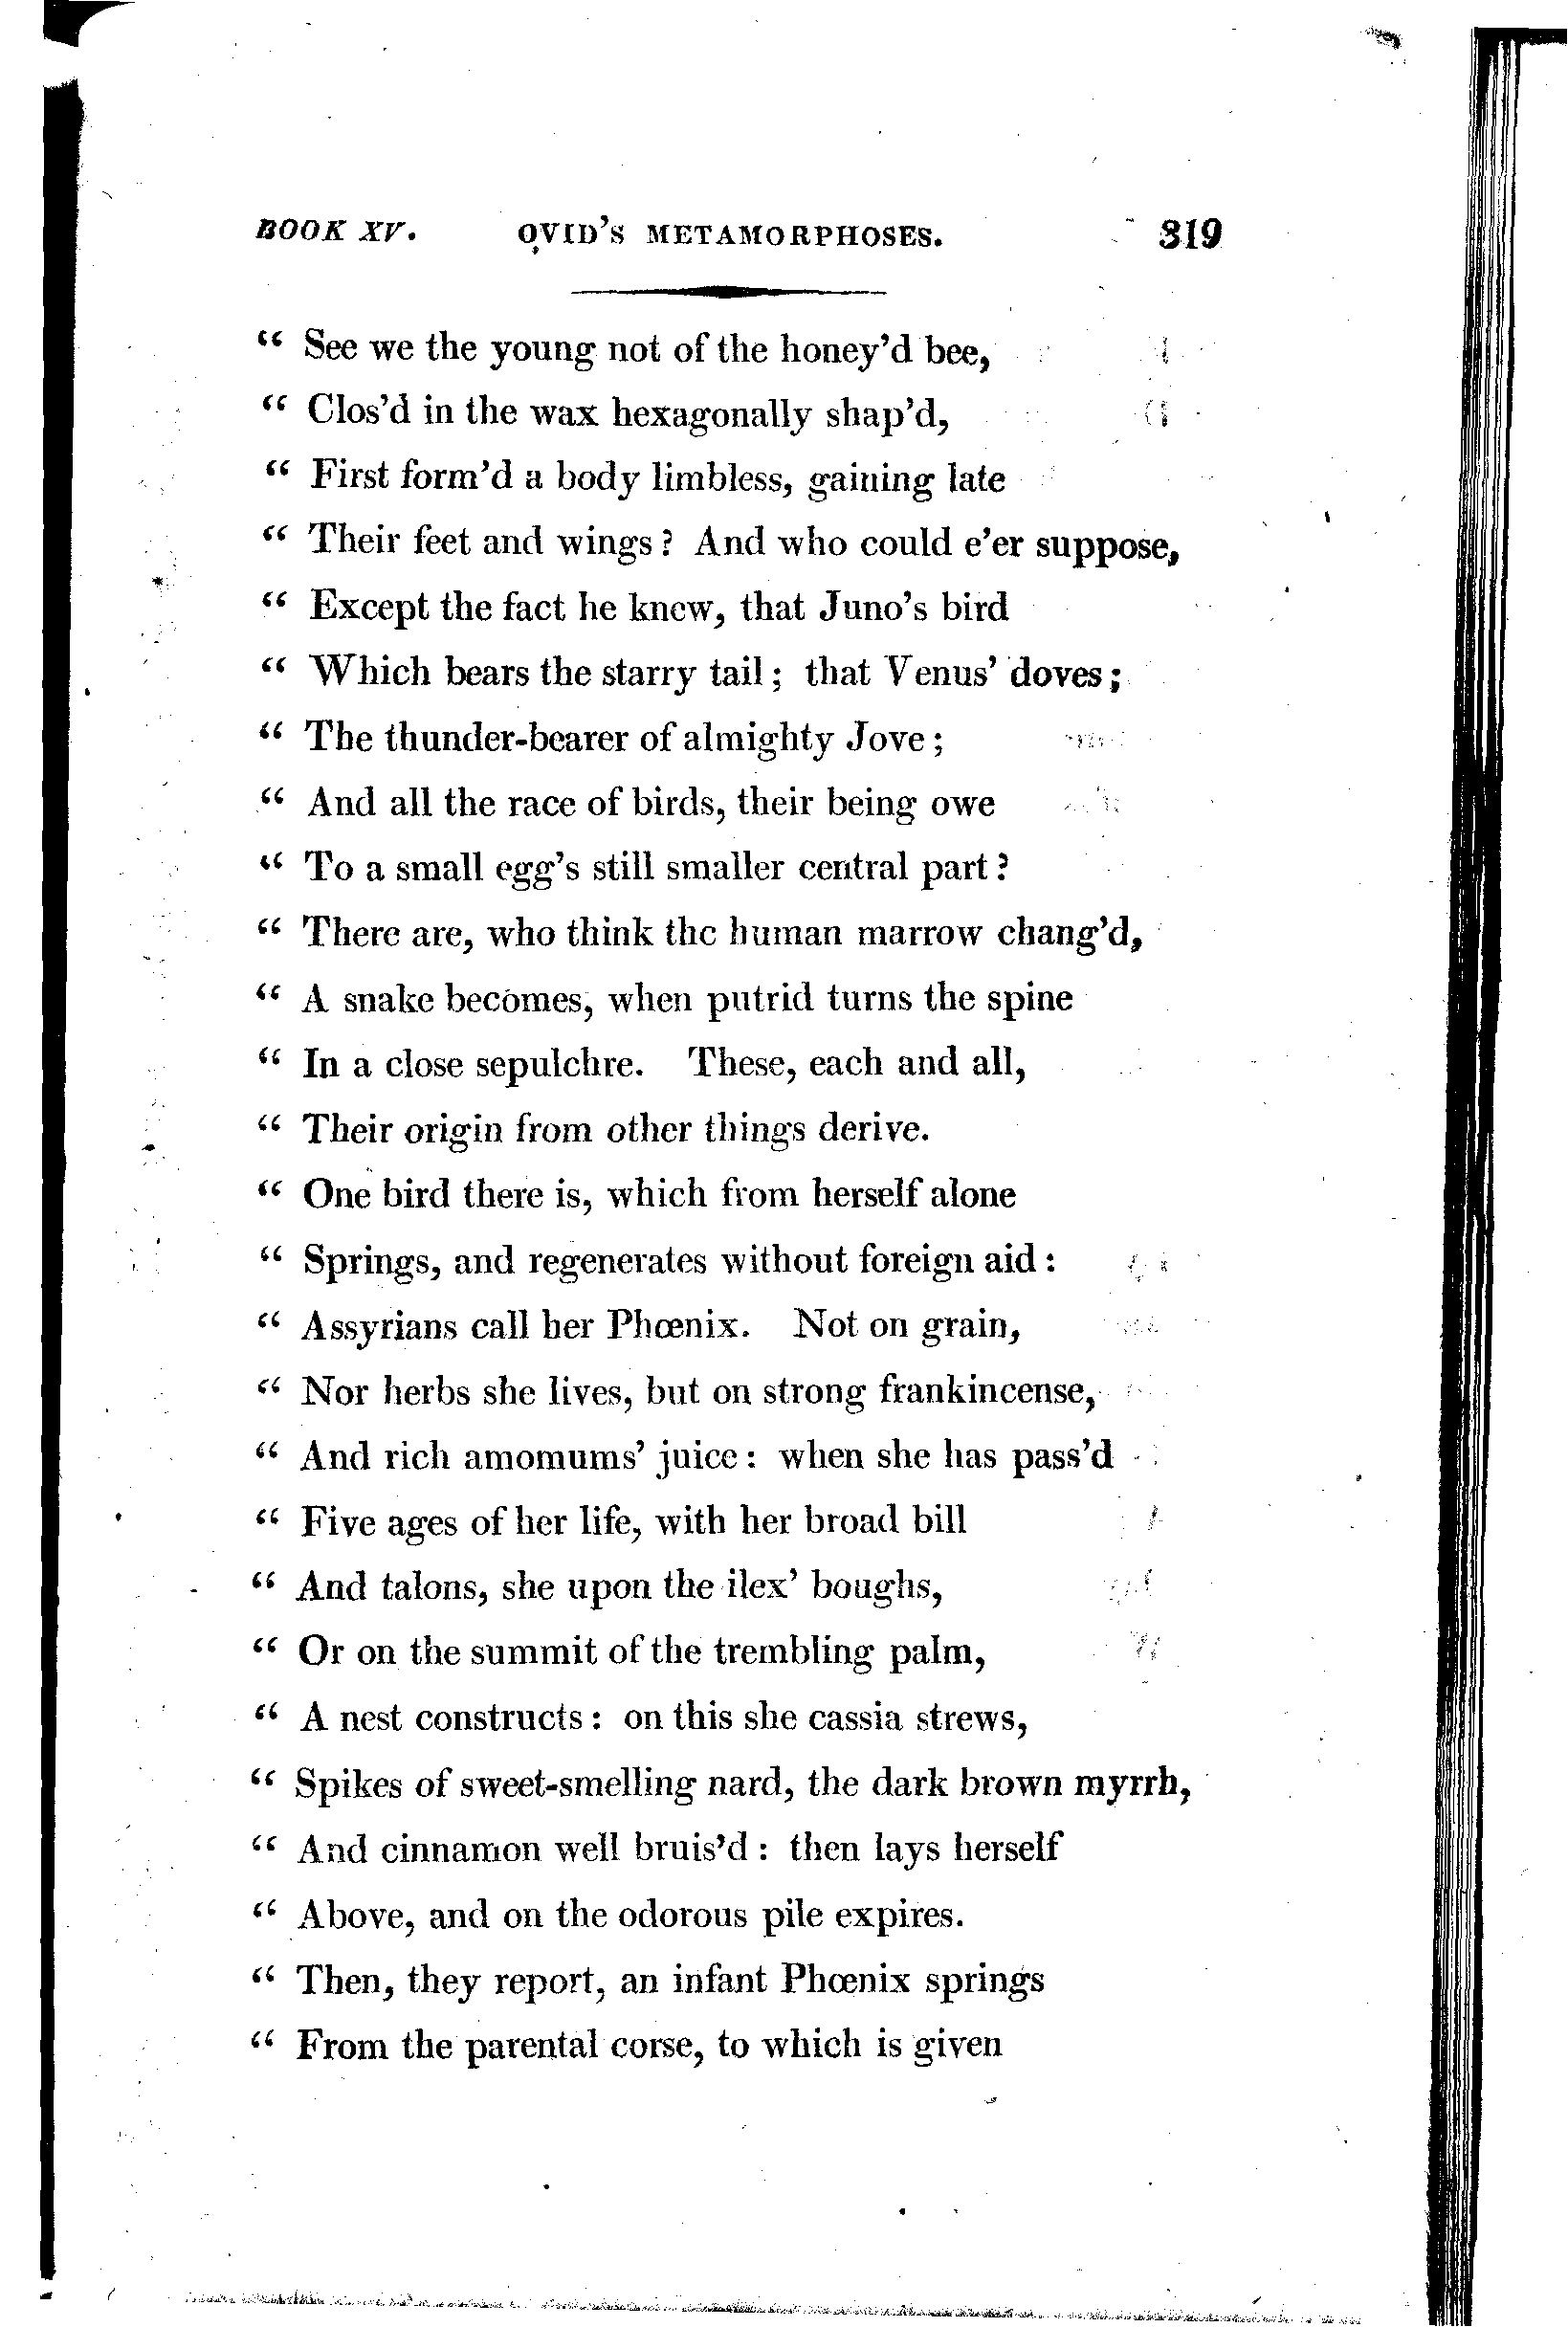 BOOK XV. OVID'S METAMORPHOSES. 319
“ See we the young not of the honey'd bee,
“ Clos'd in the wax hexagonally shap'd,
“ First form'd a body limbless, gaining late
“ Their feet and wings? And who could e'er suppose,
“ Except the fact he knew, that Juno's bird
“ Which bears the starry tail; that Venus' doves;
“ The thunder-bearer of almighty Jove;
“ And all the race of birds, their being owe
“ To a small egg's still smaller central part?
“ There are, who think the human marrow chang'd,
“ A snake becomes, when putrid turns the spine
“ In a close sepulchre. These, each and all,
“ Their origin from other things derive.
“ One bird there is, which from herself alone
“ Springs, and regenerates without foreign aid:
“ Assyrians call her Phœnix. Not on grain,
“ Nor herbs she lives, but on strong frankincense,
“ And rich amomums' juice: when she has pass'd
“ Five ages of her life, with her broad bill
“ And talons, she upon the ilex' boughs,
“ Or on the summit of the trembling palm,
“ A nest constructs: on this she cassia strews,
“ Spikes of sweet-smelling nard, the dark brown myrrh,
“ And cinnamon well bruis'd: then lays herself
“ Above, and on the odorous pile expires.
“ Then, they report, an infant Phœnix springs
“ From the parental corse, to which is given